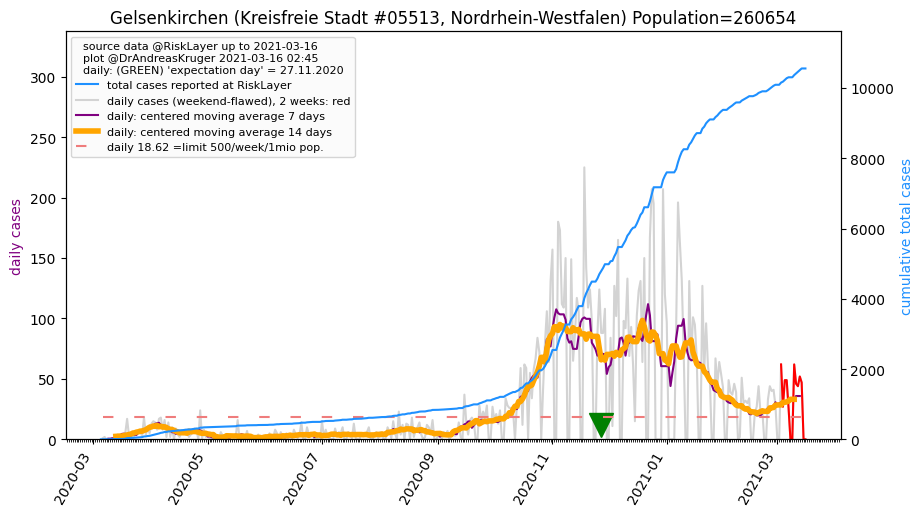 Gelsenkirchen (Kreisfreie Stadt #05513, Nordrhein-Westfalen) Population=260654
source data @RiskLayer up to 2021-03-16
plot @DrAndreasKruger 2021-03-16 02:45
daily: (GREEN) 'expectation day' = 27.11.2020
total cases reported at RiskLayer
daily cases (weekend-flawed), 2 weeks: red
daily: centered moving average 7 days
daily: centered moving average 14 days
daily 18.62 =limit 500/week/1mio pop.
daily cases
300
250
200
150
100
50
0
cumulative total cases
10000
8000
6000
4000
2000
0
2020-03
2020-05
2020-07
2020-09
2020-11
2021-01
2021-03